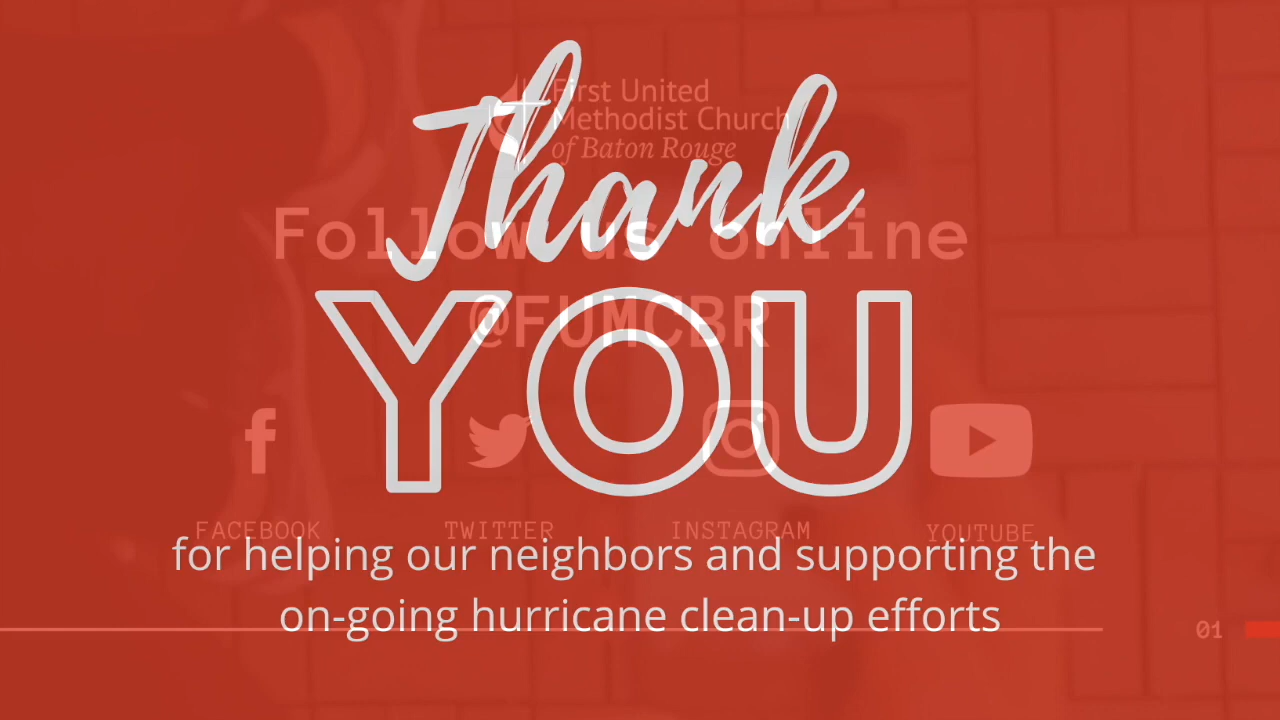 First United
Methodist Church
of Baton Rouge
Thank
Follow us online
@FUMCBR
YOU
FACEBOOK TWITTER INSTAGRAM YOUTUBE
for helping our neighbors and supporting the
on-going hurricane clean-up efforts
01